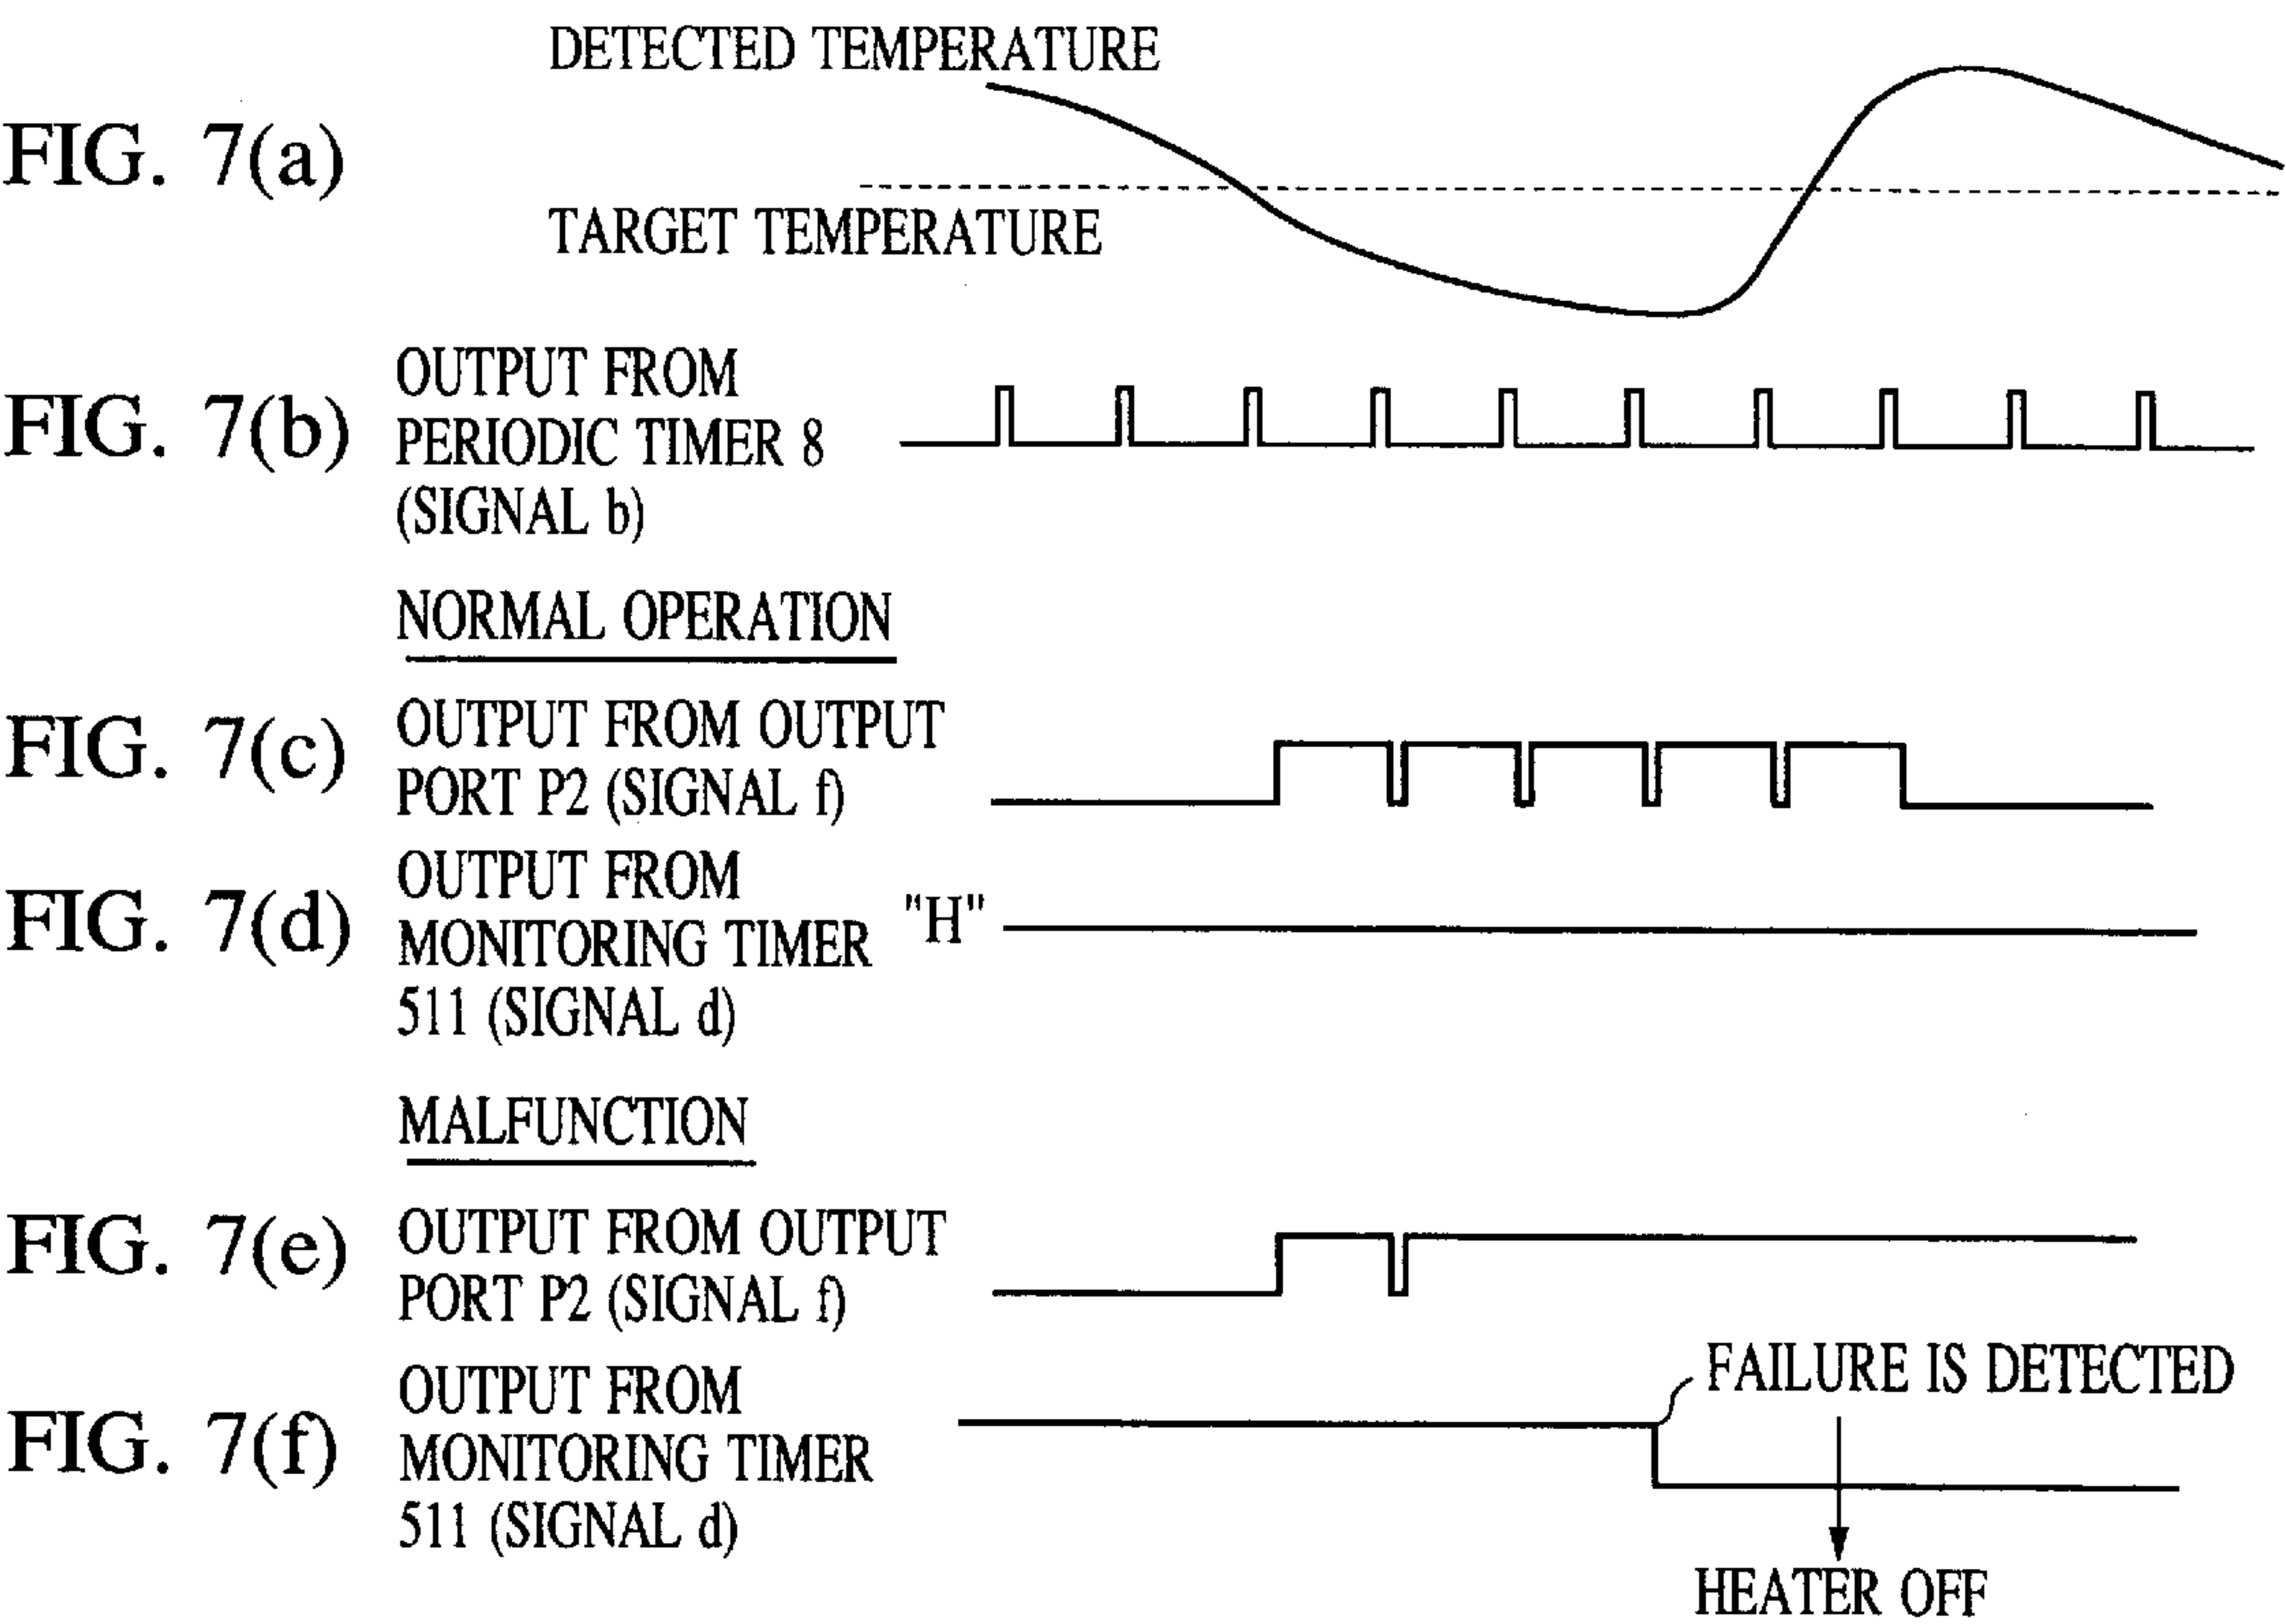 DETECTED TEMPERATURE
FIG. 7(a)
TARGET TEMPERATURE
FIG. 7(b)
OUTPUT FROM
PERIODIC TIMER 8
(SIGNAL b)
NORMAL OPERATION
FIG. 7(c)
OUTPUT FROM OUTPUT
PORT P2 (SIGNAL f)
FIG. 7(d)
OUTPUT FROM
MONITORING TIMER
511 (SIGNAL d)
"H"
MALFUNCTION
FIG. 7(e)
OUTPUT FROM OUTPUT
PORT P2 (SIGNAL f)
FIG. 7(f)
OUTPUT FROM
MONITORING TIMER
511 (SIGNAL d)
FAILURE IS DETECTED
HEATER OFF